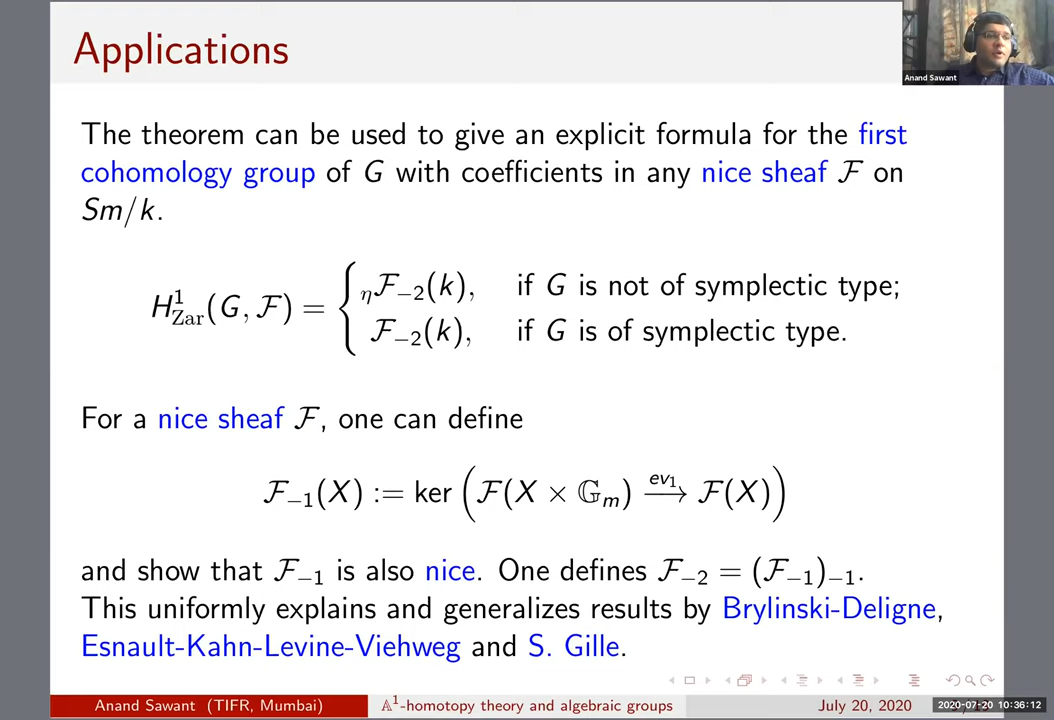 Applications
Anand Sawant
The theorem can be used to give an explicit formula for the first
cohomology group of G with coefficients in any nice sheaf ℱ on
Sm/k.
H¹_Zar(G, ℱ) = { _ηℱ₋₂(k), if G is not of symplectic type;
ℱ₋₂(k), if G is of symplectic type.
For a nice sheaf ℱ, one can define
ℱ₋₁(X) := ker (ℱ(X × 𝔾ₘ) —ev₁→ ℱ(X))
and show that ℱ₋₁ is also nice. One defines ℱ₋₂ = (ℱ₋₁)₋₁.
This uniformly explains and generalizes results by Brylinski-Deligne,
Esnault-Kahn-Levine-Viehweg and S. Gille.
Anand Sawant (TIFR, Mumbai) 𝔸¹-homotopy theory and algebraic groups July 20, 2020 2020-07-20 10:36:12